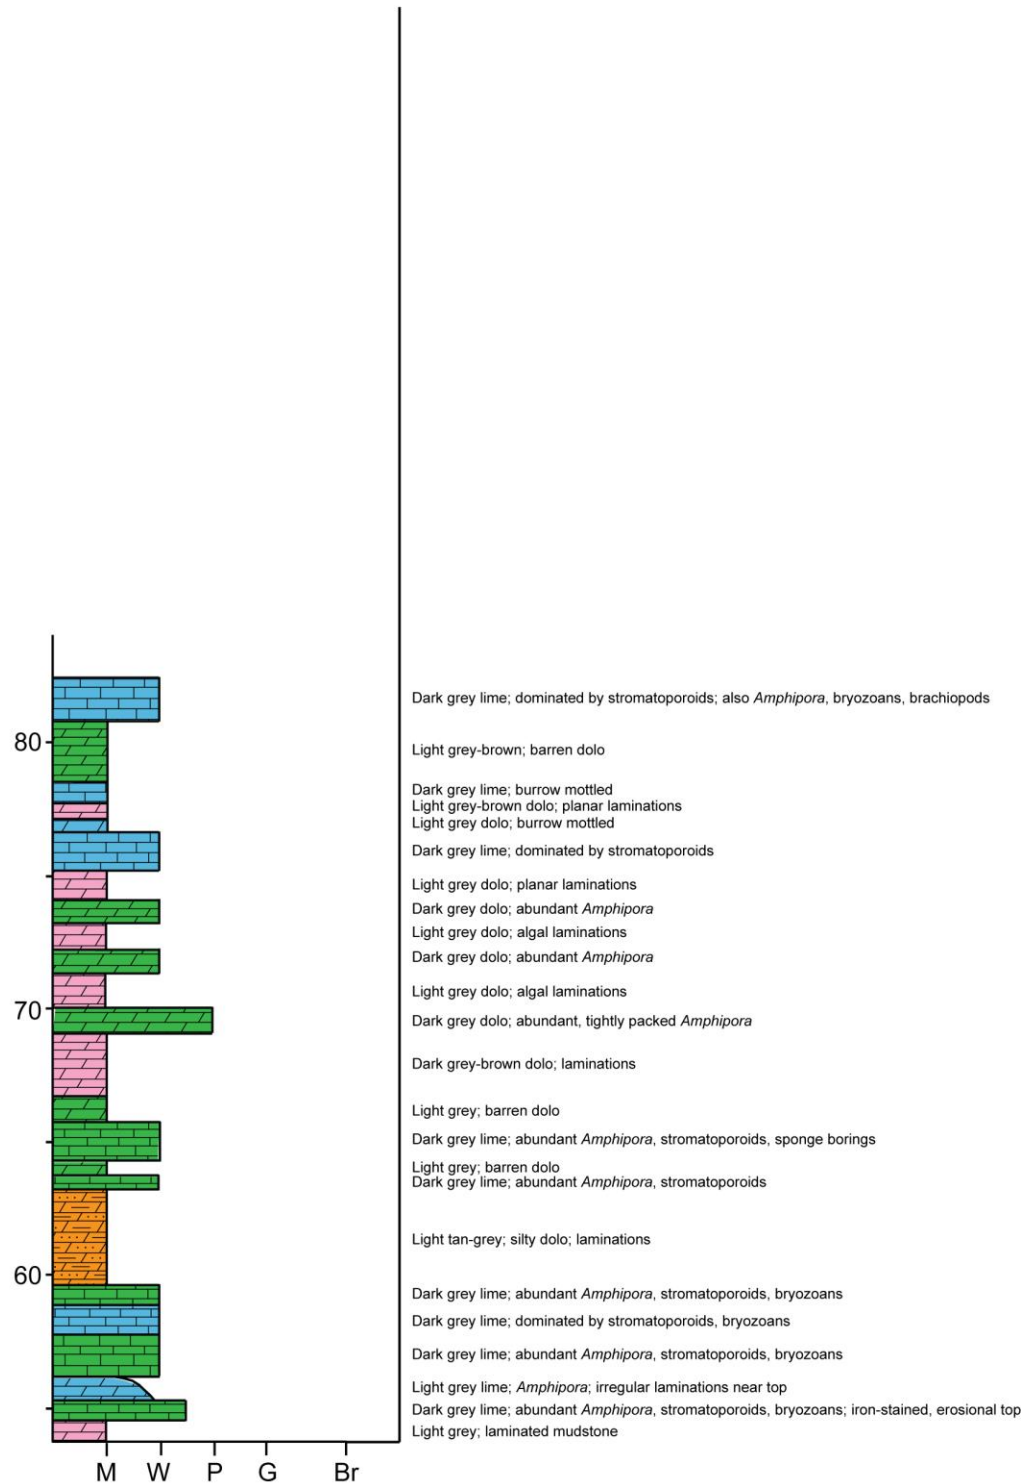 Dark grey lime; dominated by stromatoporoids; also Amphipora, bryozoans, brachiopods
80
Light grey-brown; barren dolo
Dark grey lime; burrow mottled
Light grey-brown dolo; planar laminations
Light grey dolo; burrow mottled
Dark grey lime; dominated by stromatoporoids
Light grey dolo; planar laminations
Dark grey dolo; abundant Amphipora
Light grey dolo; algal laminations
Dark grey dolo; abundant Amphipora
Light grey dolo; algal laminations
70
Dark grey dolo; abundant, tightly packed Amphipora
Dark grey-brown dolo; laminations
Light grey; barren dolo
Dark grey lime; abundant Amphipora, stromatoporoids, sponge borings
Light grey; barren dolo
Dark grey lime; abundant Amphipora, stromatoporoids
Light tan-grey; silty dolo; laminations
60
Dark grey lime; abundant Amphipora, stromatoporoids, bryozoans
Dark grey lime; dominated by stromatoporoids, bryozoans
Dark grey lime; abundant Amphipora, stromatoporoids, bryozoans
Light grey lime; Amphipora; irregular laminations near top
Dark grey lime; abundant Amphipora, stromatoporoids, bryozoans; iron-stained, erosional top
Light grey; laminated mudstone
M W P G Br